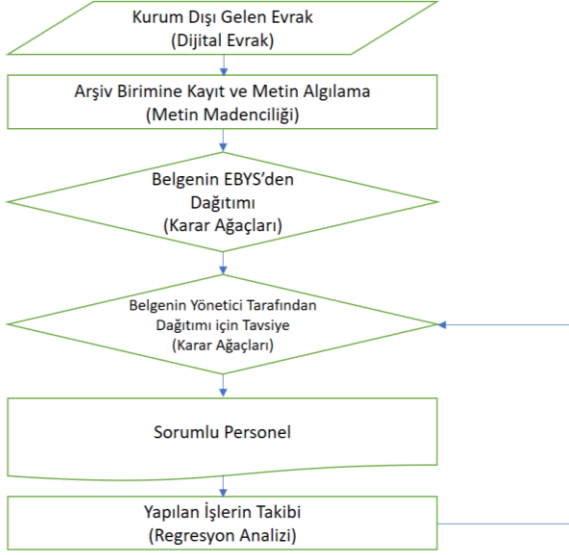 Kurum Dışı Gelen Evrak
(Dijital Evrak)
Arşiv Birimine Kayıt ve Metin Algılama
(Metin Madenciliği)
Belgenin EBYS'den
Dağıtımı
(Karar Ağaçları)
Belgenin Yönetici Tarafından
Dağıtımı için Tavsiye
(Karar Ağaçları)
Sorumlu Personel
Yapılan İşlerin Takibi
(Regresyon Analizi)